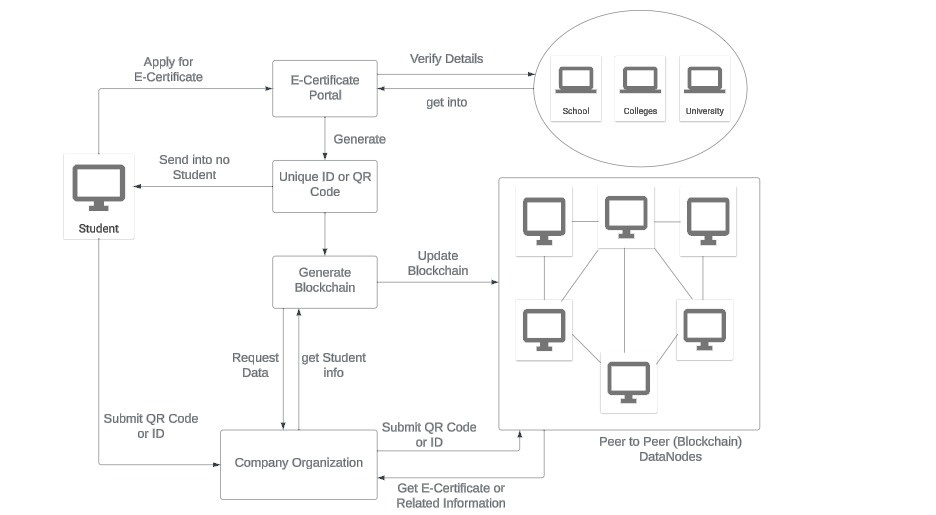 Apply for
E-Certificate
E-Certificate
Portal
Verify Details
get into
School
Colleges
University
Generate
Send into no
Student
Unique ID or QR
Code
Student
Generate
Blockchain
Update
Blockchain
Request
Data
get Student
info
Submit QR Code
or ID
Company Organization
Submit QR Code
or ID
Peer to Peer (Blockchain)
DataNodes
Get E-Certificate or
Related Information